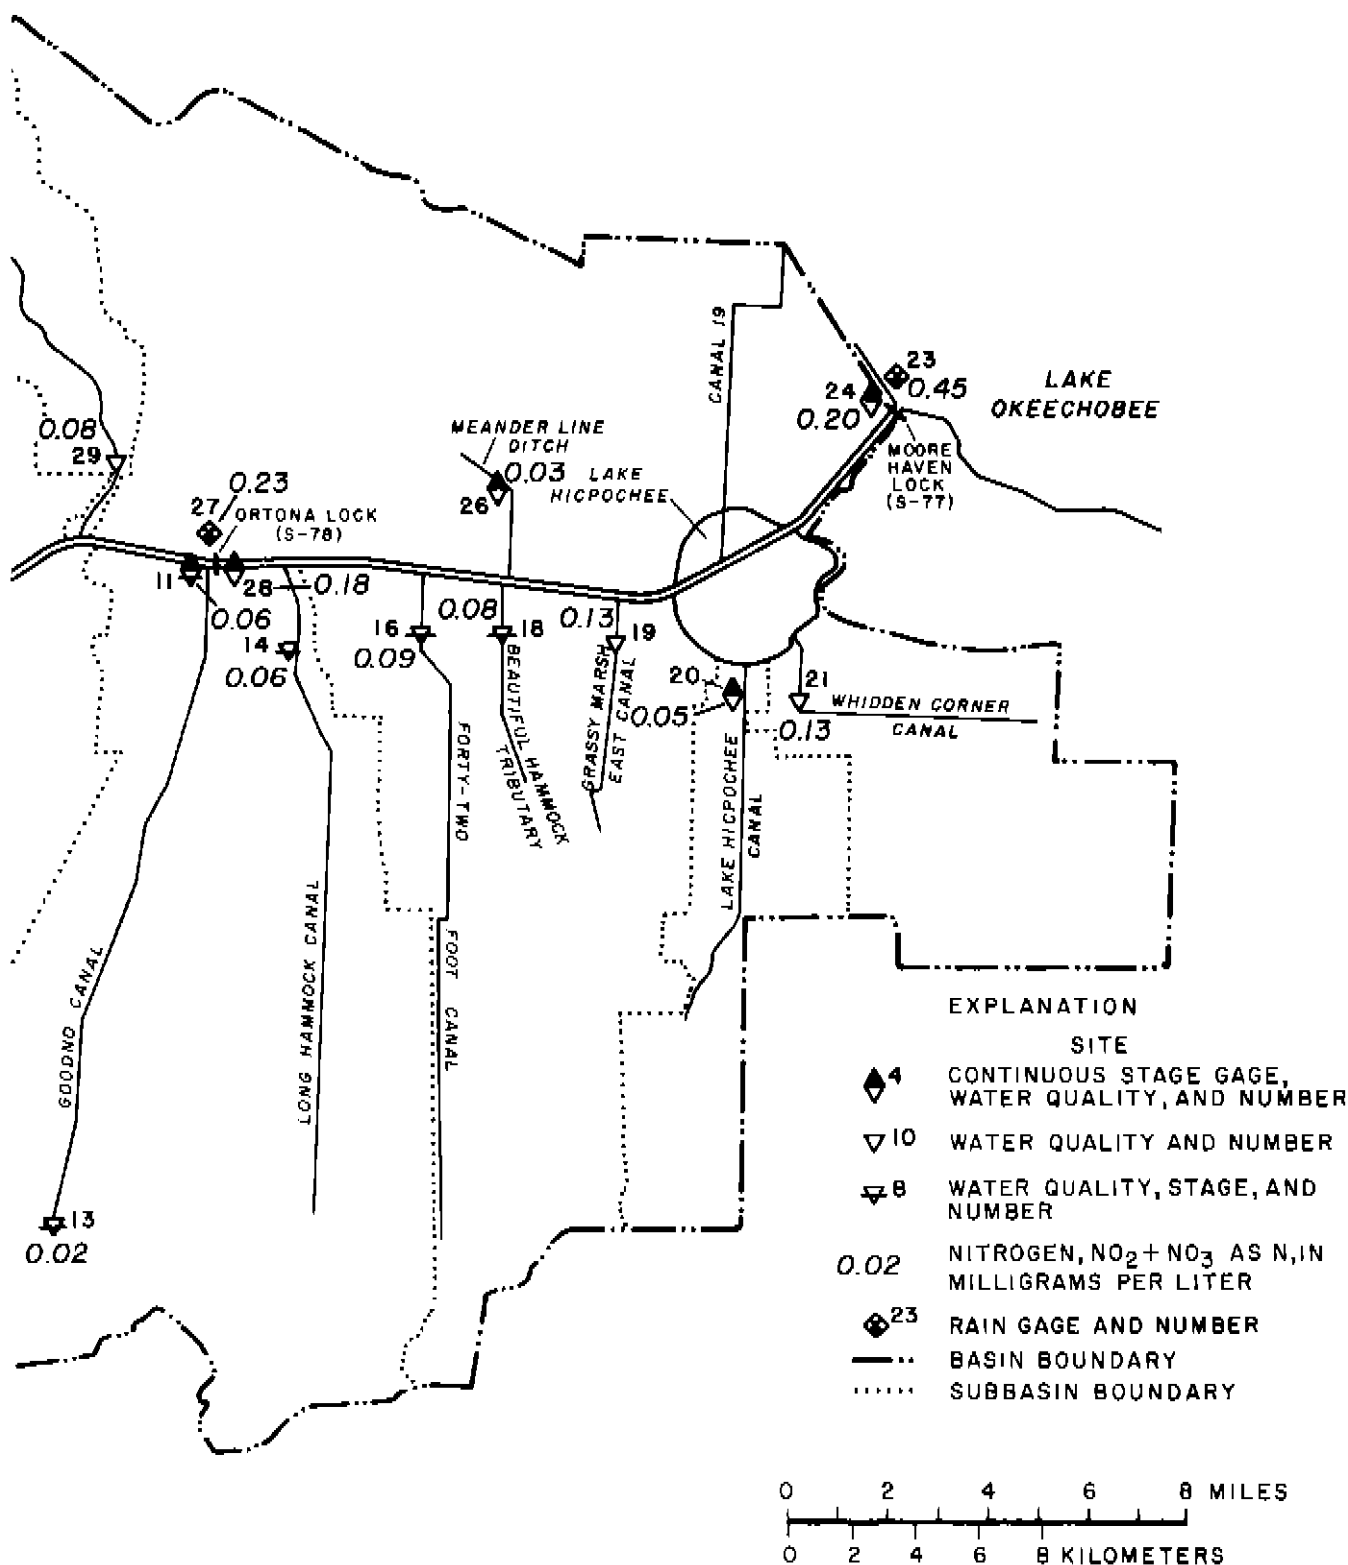 CANAL 19
23
0.45
LAKE
OKEECHOBEE
24
0.20
MOORE
HAVEN
LOCK
(S-77)
0.08
29
MEANDER LINE
DITCH
0.03
26
LAKE
HICPOCHEE
27
0.23
ORTONA LOCK
(S-78)
11
0.06
28
0.18
14
0.06
16
0.09
0.08
18
0.13
19
20
0.05
21
0.13
WHIDDEN CORNER
CANAL
BEAUTIFUL HAMMOCK
TRIBUTARY
GRASSY MARSH
EAST CANAL
LAKE HICPOCHEE
CANAL
FORTY-TWO
FOOT CANAL
LONG HAMMOCK CANAL
GOODNO CANAL
13
0.02
EXPLANATION
SITE
4 CONTINUOUS STAGE GAGE,
WATER QUALITY, AND NUMBER
10 WATER QUALITY AND NUMBER
8 WATER QUALITY, STAGE, AND
NUMBER
0.02 NITROGEN, NO2+NO3 AS N, IN
MILLIGRAMS PER LITER
23 RAIN GAGE AND NUMBER
BASIN BOUNDARY
SUBBASIN BOUNDARY
0 2 4 6 8 MILES
0 2 4 6 8 KILOMETERS